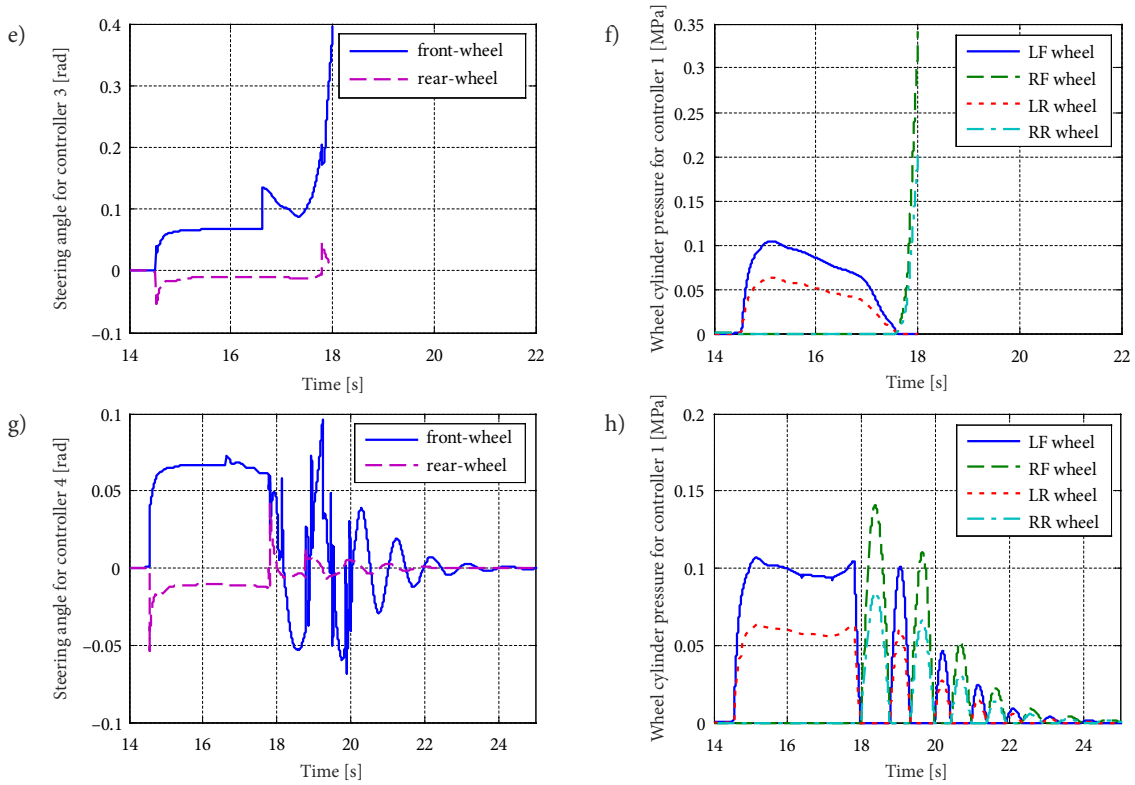 e)
Steering angle for controller 3 [rad]
0.4
0.3
0.2
0.1
0
−0.1
front-wheel
rear-wheel
14
16
18
20
22
Time [s]
f)
Wheel cylinder pressure for controller 1 [MPa]
0.35
0.3
0.25
0.2
0.15
0.1
0.05
0
LF wheel
RF wheel
LR wheel
RR wheel
14
16
18
20
22
Time [s]
g)
Steering angle for controller 4 [rad]
0.1
0.05
0
−0.05
−0.1
front-wheel
rear-wheel
14
16
18
20
22
24
Time [s]
h)
Wheel cylinder pressure for controller 1 [MPa]
0.2
0.15
0.1
0.05
0
LF wheel
RF wheel
LR wheel
RR wheel
14
16
18
20
22
24
Time [s]